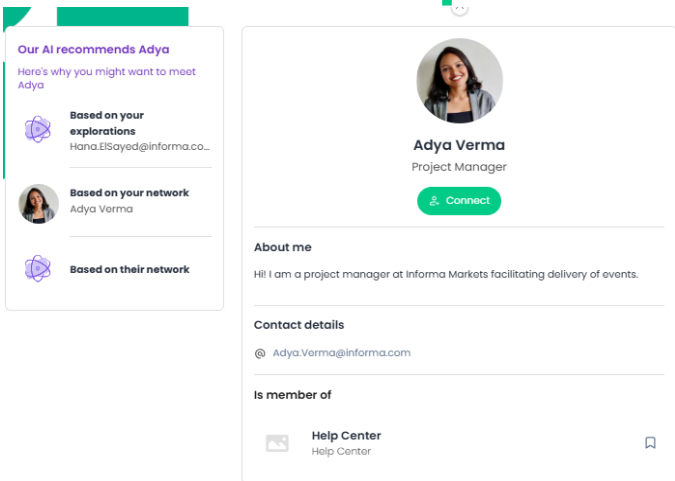 Our AI recommends Adya
Here's why you might want to meet
Adya
Based on your
explorations
Hana.ElSayed@informa.co...
Based on your network
Adya Verma
Based on their network
Adya Verma
Project Manager
Connect
About me
Hi! I am a project manager at Informa Markets facilitating delivery of events.
Contact details
@ Adya.Verma@informa.com
Is member of
Help Center
Help Center